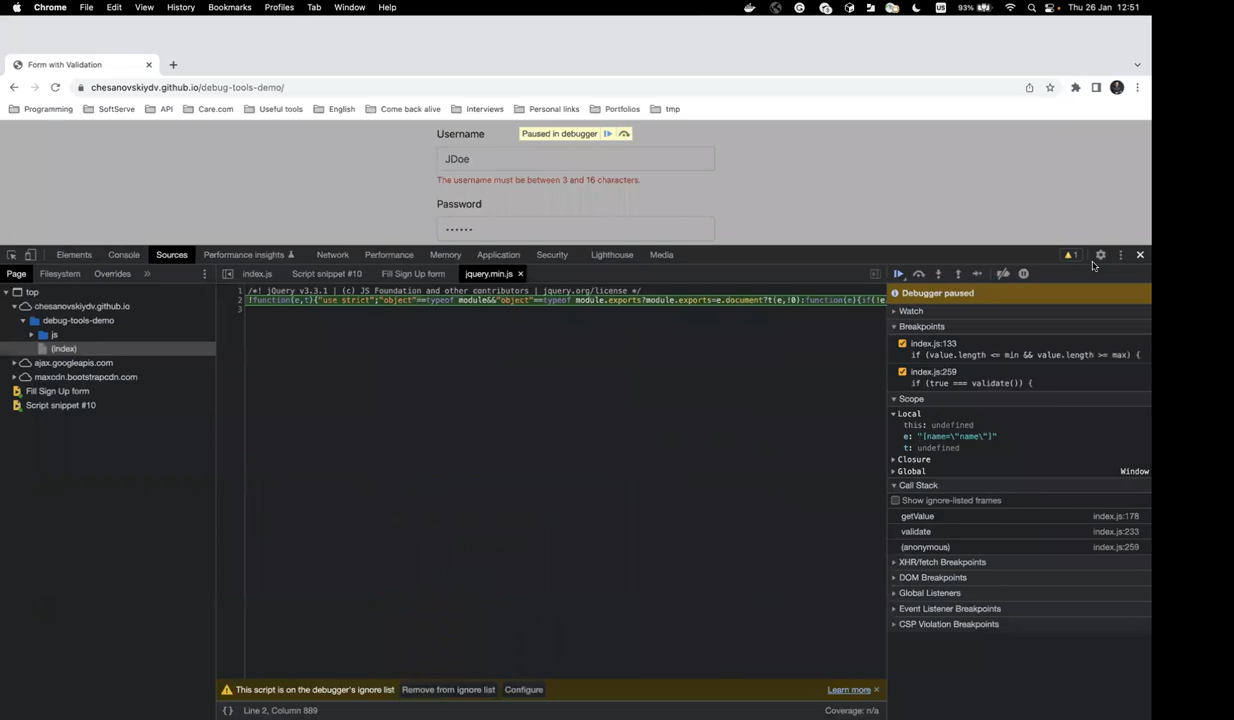 Chrome File Edit View History Bookmarks Profiles Tab Window Help
US 93% Thu 26 Jan 12:51
Form with Validation
chesanovskiydv.github.io/debug-tools-demo/
Programming SoftServe API Care.com Useful tools English Come back alive Interviews Personal links Portfolios tmp
Username
Paused in debugger
JDoe
The username must be between 3 and 16 characters.
Password
Elements Console Sources Performance insights Network Performance Memory Application Security Lighthouse Media 1
Page Filesystem Overrides » index.js Script snippet #10 Fill Sign Up form jquery.min.js
top
chesanovskiydv.github.io
debug-tools-demo
js
(index)
ajax.googleapis.com
maxcdn.bootstrapcdn.com
Fill Sign Up form
Script snippet #10
1 /*! jQuery v3.3.1 | (c) JS Foundation and other contributors | jquery.org/license */
2 !function(e,t){"use strict";"object"==typeof module&&"object"==typeof module.exports?module.exports=e.document?t(e,!0):function(e){if(!e
3
Debugger paused
Watch
Breakpoints
index.js:133
if (value.length <= min && value.length >= max) {
index.js:259
if (true === validate()) {
Scope
Local
this: undefined
e: "[name=\"name\"]"
t: undefined
Closure
Global Window
Call Stack
Show ignore-listed frames
getValue index.js:178
validate index.js:233
(anonymous) index.js:259
XHR/fetch Breakpoints
DOM Breakpoints
Global Listeners
Event Listener Breakpoints
CSP Violation Breakpoints
This script is on the debugger's ignore list Remove from ignore list Configure Learn more
{} Line 2, Column 889 Coverage: n/a